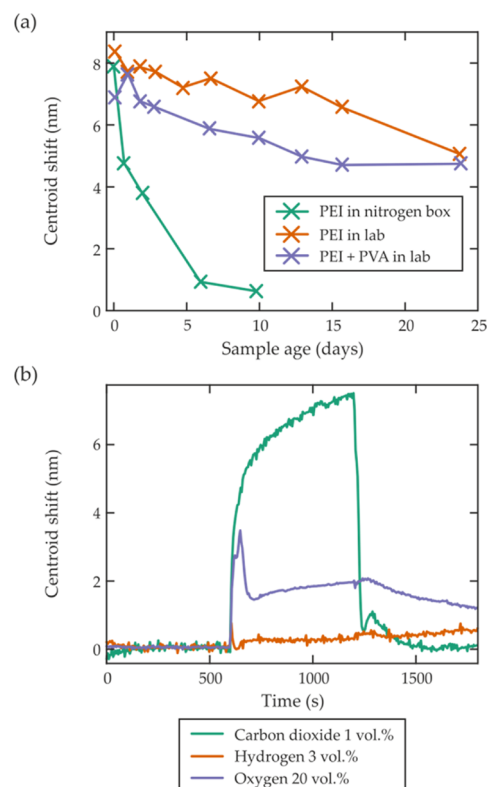 (a)
Centroid shift (nm)
8
6
4
2
0
PEI in nitrogen box
PEI in lab
PEI + PVA in lab
0 5 10 15 20 25
Sample age (days)
(b)
Centroid shift (nm)
6
4
2
0
0 500 1000 1500
Time (s)
Carbon dioxide 1 vol.%
Hydrogen 3 vol.%
Oxygen 20 vol.%